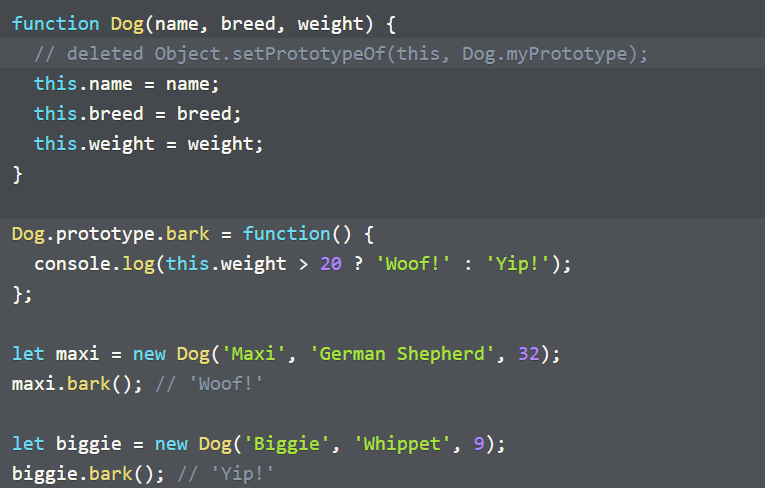 function Dog(name, breed, weight) {
  // deleted Object.setPrototypeOf(this, Dog.myPrototype);
  this.name = name;
  this.breed = breed;
  this.weight = weight;
}

Dog.prototype.bark = function() {
  console.log(this.weight > 20 ? 'Woof!' : 'Yip!');
};

let maxi = new Dog('Maxi', 'German Shepherd', 32);
maxi.bark(); // 'Woof!'

let biggie = new Dog('Biggie', 'Whippet', 9);
biggie.bark(); // 'Yip!'